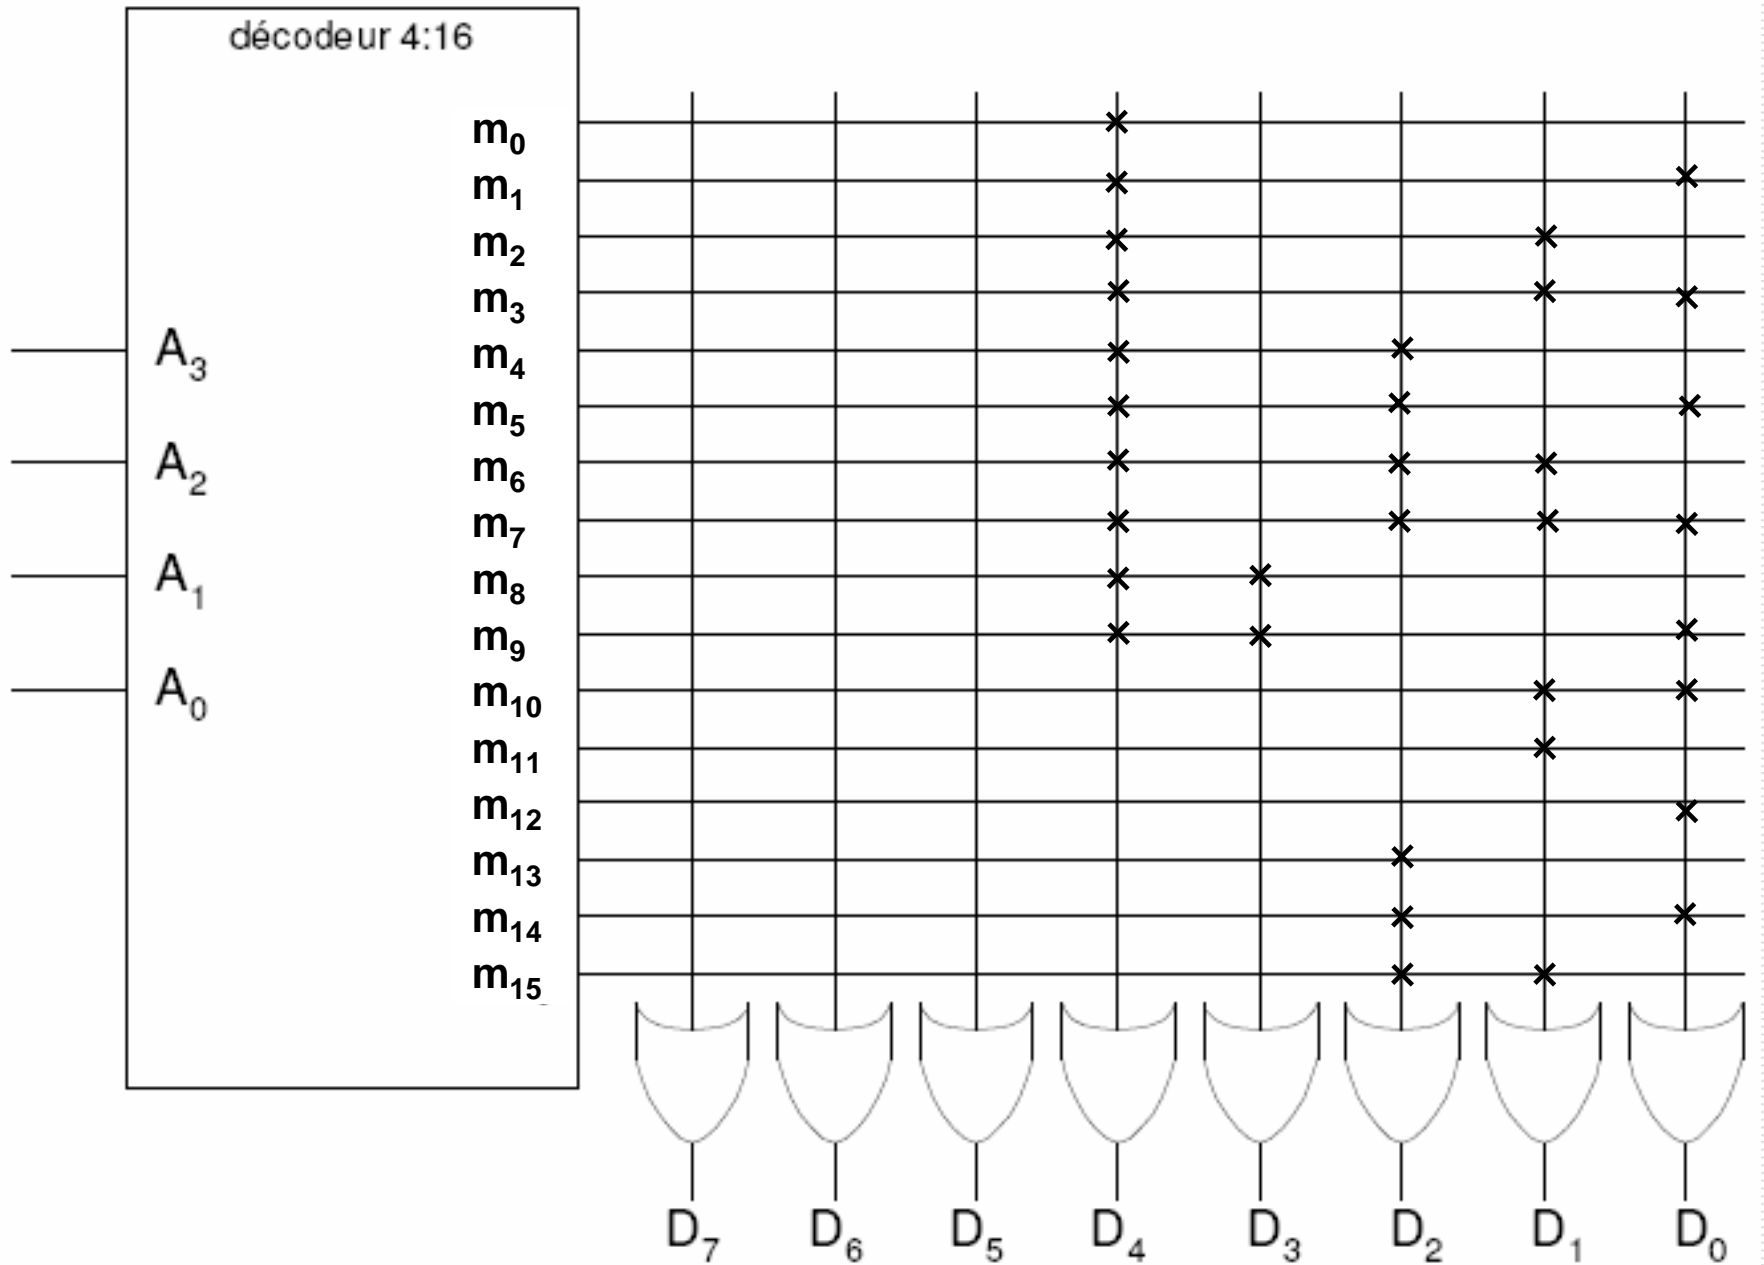 décodeur 4:16
m₀
m₁
m₂
m₃
A₃ m₄
m₅
A₂ m₆
m₇
A₁ m₈
m₉
A₀ m₁₀
m₁₁
m₁₂
m₁₃
m₁₄
m₁₅
D₇ D₆ D₅ D₄ D₃ D₂ D₁ D₀